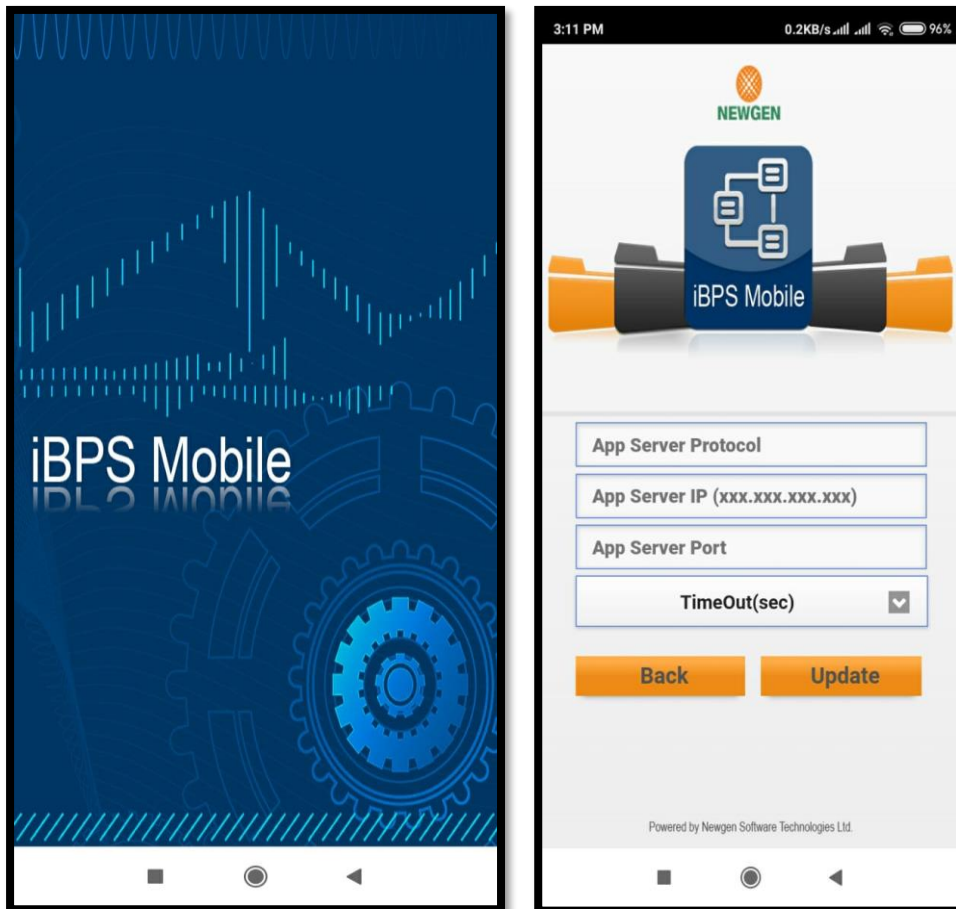 iBPS Mobile
3:11 PM 0.2KB/s 96%
NEWGEN
iBPS Mobile
App Server Protocol
App Server IP (xxx.xxx.xxx.xxx)
App Server Port
TimeOut(sec)
Back Update
Powered by Newgen Software Technologies Ltd.